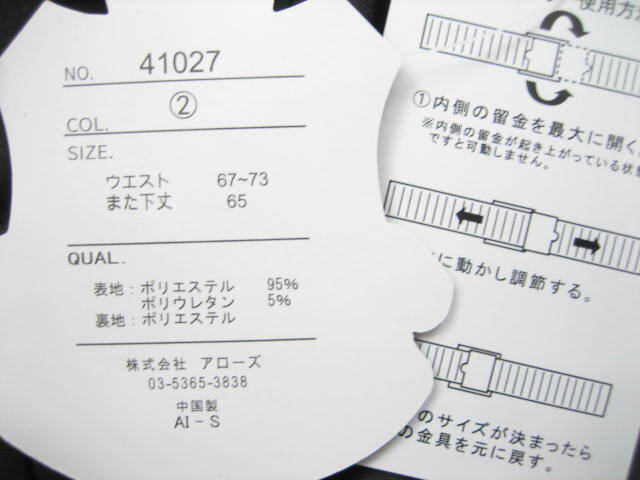 NO. 41027
COL. ②
SIZE.
ウエスト 67~73
また下丈 65
QUAL.
表地:ポリエステル 95%
ポリウレタン 5%
裏地:ポリエステル
株式会社 アローズ
03-5365-3838
中国製
AI-S
使用方
①内側の留金を最大に開く
※内側の留金が起き上がっている状態
ですと可動しません。
に動かし調節する。
のサイズが決まったら
の金具を元に戻す。